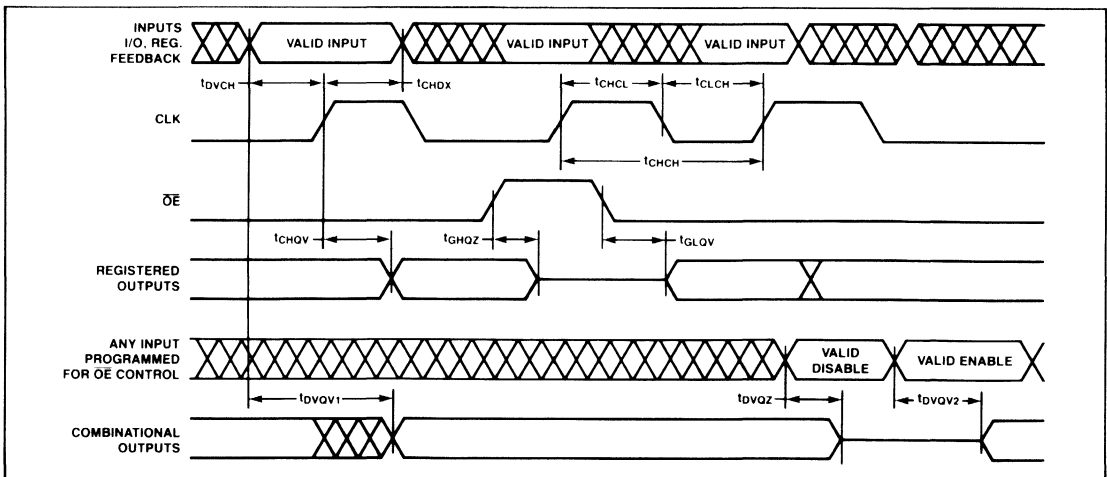 INPUTS
I/O, REG.
FEEDBACK
VALID INPUT
VALID INPUT
VALID INPUT
tDVCH
tCHDX
tCHCL
tCLCH
CLK
tCHCH
OE
tCHQV
tGHQZ
tGLQV
REGISTERED
OUTPUTS
ANY INPUT
PROGRAMMED
FOR OE CONTROL
VALID
DISABLE
VALID ENABLE
tDVQV1
tDVQZ
tDVQV2
COMBINATIONAL
OUTPUTS